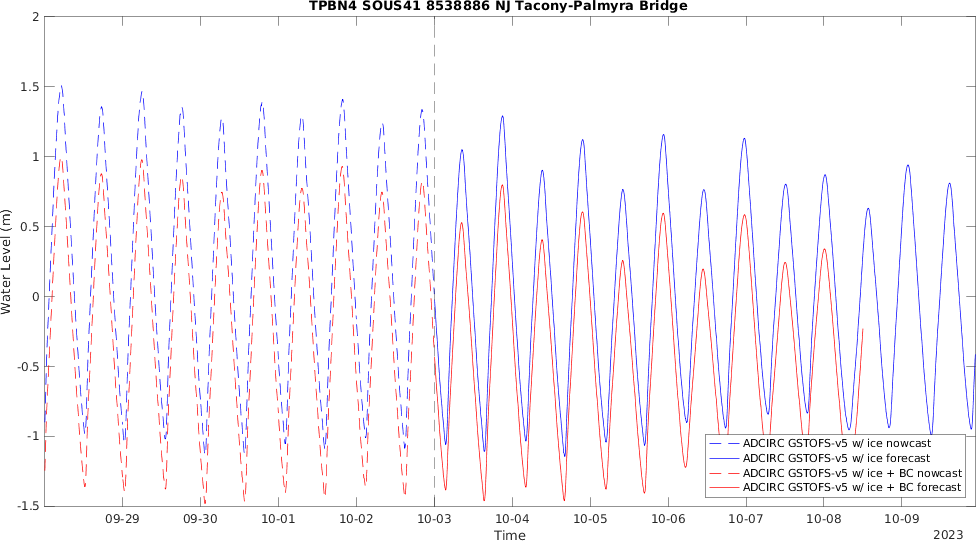 TPBN4 SOUS41 8538886 NJ Tacony-Palmyra Bridge
2
1.5
1
0.5
0
-0.5
-1
-1.5
Water Level (m)
09-29 09-30 10-01 10-02 10-03 10-04 10-05 10-06 10-07 10-08 10-09
Time
2023
ADCIRC GSTOFS-v5 w/ ice nowcast
ADCIRC GSTOFS-v5 w/ ice forecast
ADCIRC GSTOFS-v5 w/ ice + BC nowcast
ADCIRC GSTOFS-v5 w/ ice + BC forecast